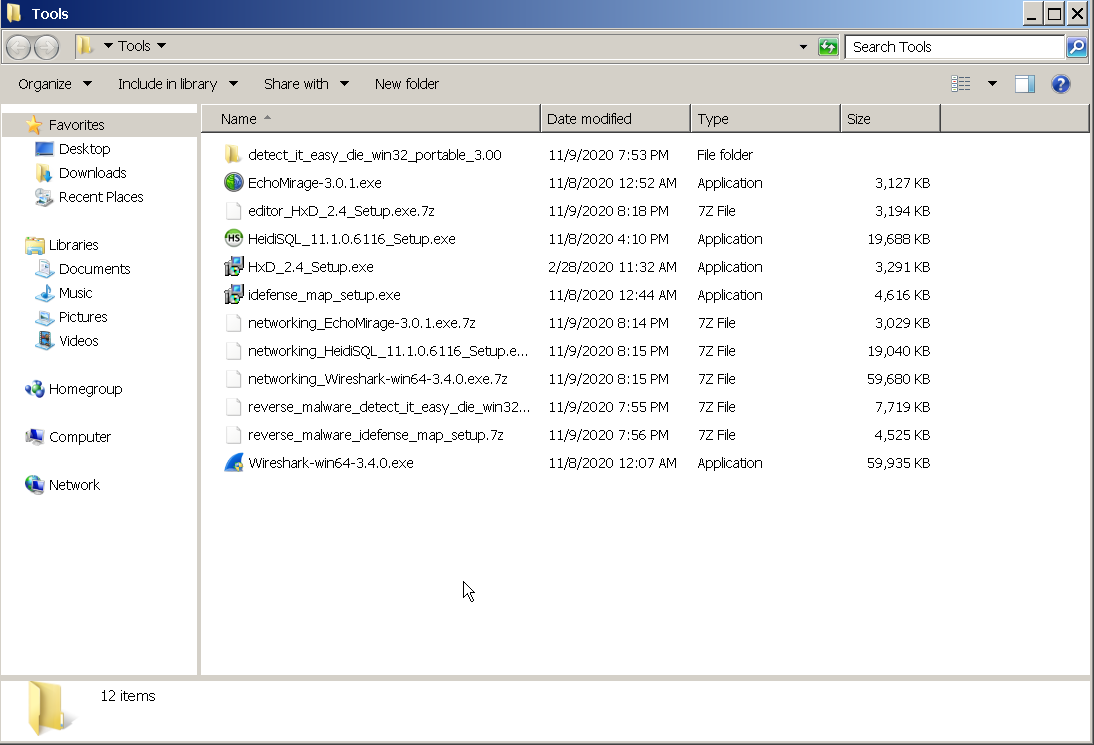 Tools
Tools
Search Tools
Organize Include in library Share with New folder
Name Date modified Type Size
Favorites
Desktop
Downloads
Recent Places
Libraries
Documents
Music
Pictures
Videos
Homegroup
Computer
Network
detect_it_easy_die_win32_portable_3.00 11/9/2020 7:53 PM File folder
EchoMirage-3.0.1.exe 11/8/2020 12:52 AM Application 3,127 KB
editor_HxD_2.4_Setup.exe.7z 11/9/2020 8:18 PM 7Z File 3,194 KB
HS HeidiSQL_11.1.0.6116_Setup.exe 11/8/2020 4:10 PM Application 19,688 KB
HxD_2.4_Setup.exe 2/28/2020 11:32 AM Application 3,291 KB
idefense_map_setup.exe 11/8/2020 12:44 AM Application 4,616 KB
networking_EchoMirage-3.0.1.exe.7z 11/9/2020 8:14 PM 7Z File 3,029 KB
networking_HeidiSQL_11.1.0.6116_Setup.e... 11/9/2020 8:15 PM 7Z File 19,040 KB
networking_Wireshark-win64-3.4.0.exe.7z 11/9/2020 8:15 PM 7Z File 59,680 KB
reverse_malware_detect_it_easy_die_win32... 11/9/2020 7:55 PM 7Z File 7,719 KB
reverse_malware_idefense_map_setup.7z 11/9/2020 7:56 PM 7Z File 4,525 KB
Wireshark-win64-3.4.0.exe 11/8/2020 12:07 AM Application 59,935 KB
12 items